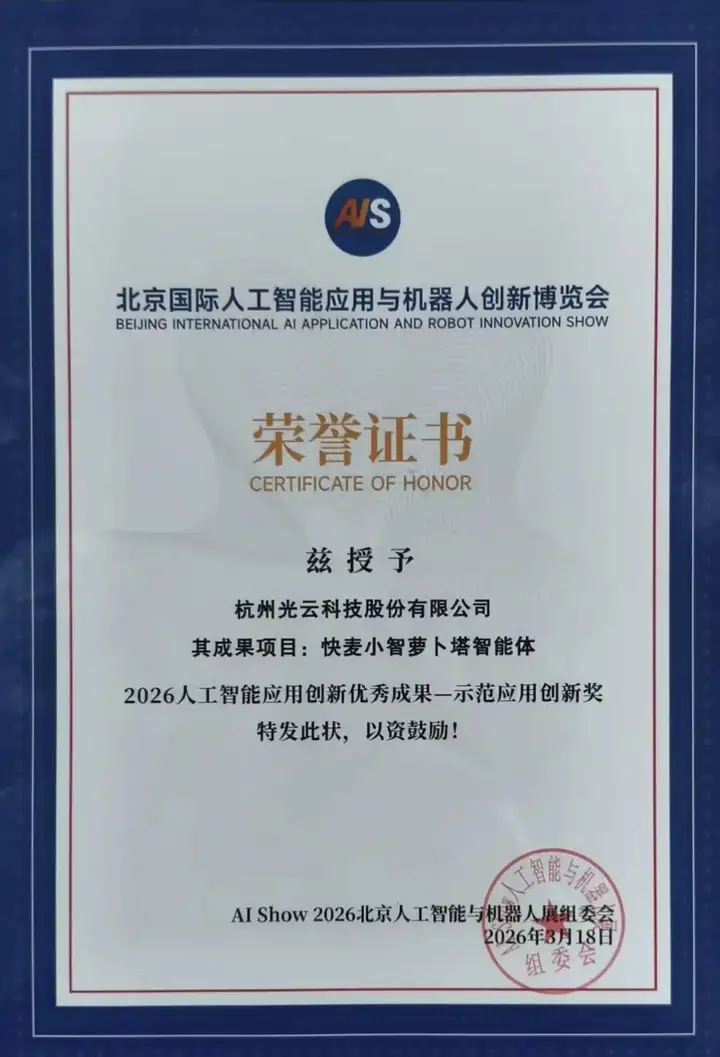 AIS
北京国际人工智能应用与机器人创新博览会
BEIJING INTERNATIONAL AI APPLICATION AND ROBOT INNOVATION SHOW
荣誉证书
CERTIFICATE OF HONOR
兹授予
杭州光云科技股份有限公司
其成果项目：快麦小智萝卜塔智能体
2026人工智能应用创新优秀成果—示范应用创新奖
特发此状，以资鼓励！
AI Show 2026北京人工智能与机器人展组委会
2026年3月18日
组委会